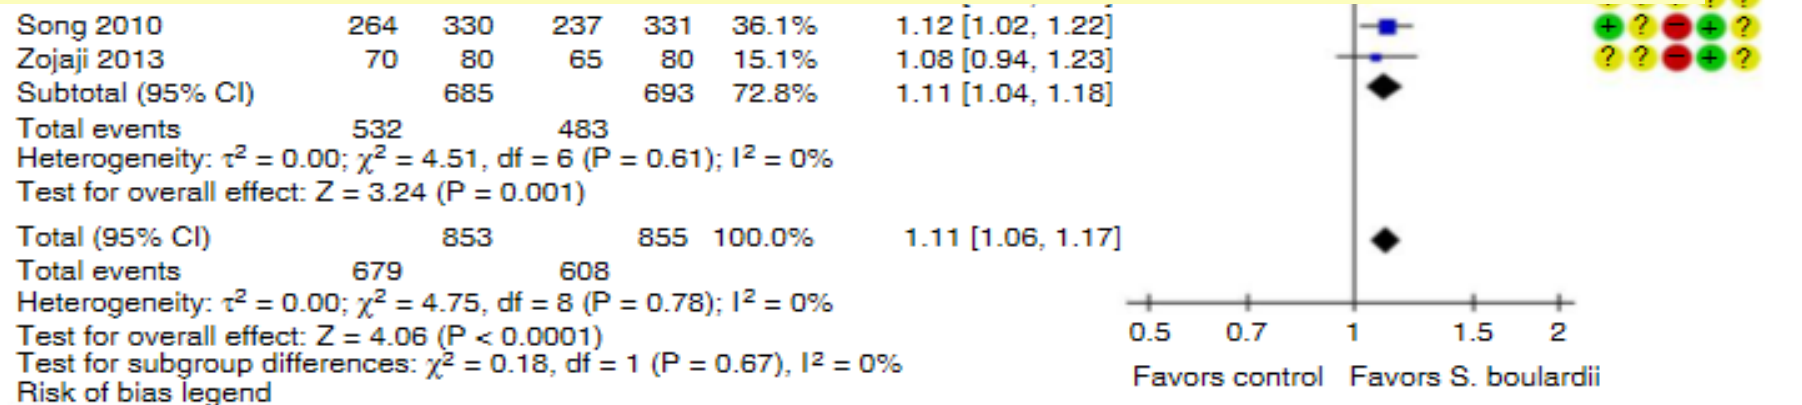 Song 2010 264 330 237 331 36.1% 1.12 [1.02, 1.22] + ? − + ?
Zojaji 2013 70 80 65 80 15.1% 1.08 [0.94, 1.23] ? ? − + ?
Subtotal (95% CI) 685 693 72.8% 1.11 [1.04, 1.18]
Total events 532 483
Heterogeneity: τ² = 0.00; χ² = 4.51, df = 6 (P = 0.61); I² = 0%
Test for overall effect: Z = 3.24 (P = 0.001)
Total (95% CI) 853 855 100.0% 1.11 [1.06, 1.17]
Total events 679 608
Heterogeneity: τ² = 0.00; χ² = 4.75, df = 8 (P = 0.78); I² = 0%
Test for overall effect: Z = 4.06 (P < 0.0001)
Test for subgroup differences: χ² = 0.18, df = 1 (P = 0.67), I² = 0%
Risk of bias legend
0.5 0.7 1 1.5 2
Favors control Favors S. boulardii